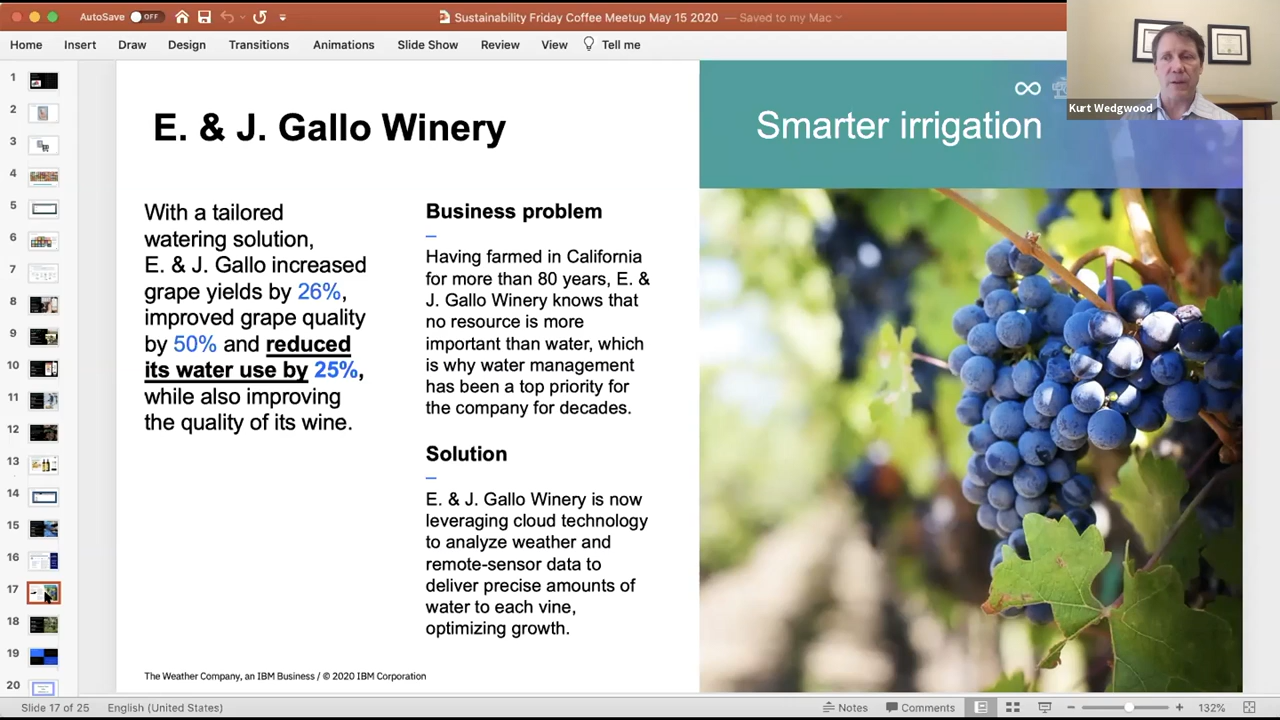 AutoSave OFF
Sustainability Friday Coffee Meetup May 15 2020 — Saved to my Mac
Home Insert Draw Design Transitions Animations Slide Show Review View Tell me
Kurt Wedgwood
1
2
3
4
5
6
7
8
9
10
11
12
13
14
15
16
17
18
19
20
E. & J. Gallo Winery
With a tailored
watering solution,
E. & J. Gallo increased
grape yields by 26%,
improved grape quality
by 50% and reduced
its water use by 25%,
while also improving
the quality of its wine.
Business problem
Having farmed in California
for more than 80 years, E. &
J. Gallo Winery knows that
no resource is more
important than water, which
is why water management
has been a top priority for
the company for decades.
Solution
E. & J. Gallo Winery is now
leveraging cloud technology
to analyze weather and
remote-sensor data to
deliver precise amounts of
water to each vine,
optimizing growth.
Smarter irrigation
The Weather Company, an IBM Business / © 2020 IBM Corporation
Slide 17 of 25 English (United States) Notes Comments 132%